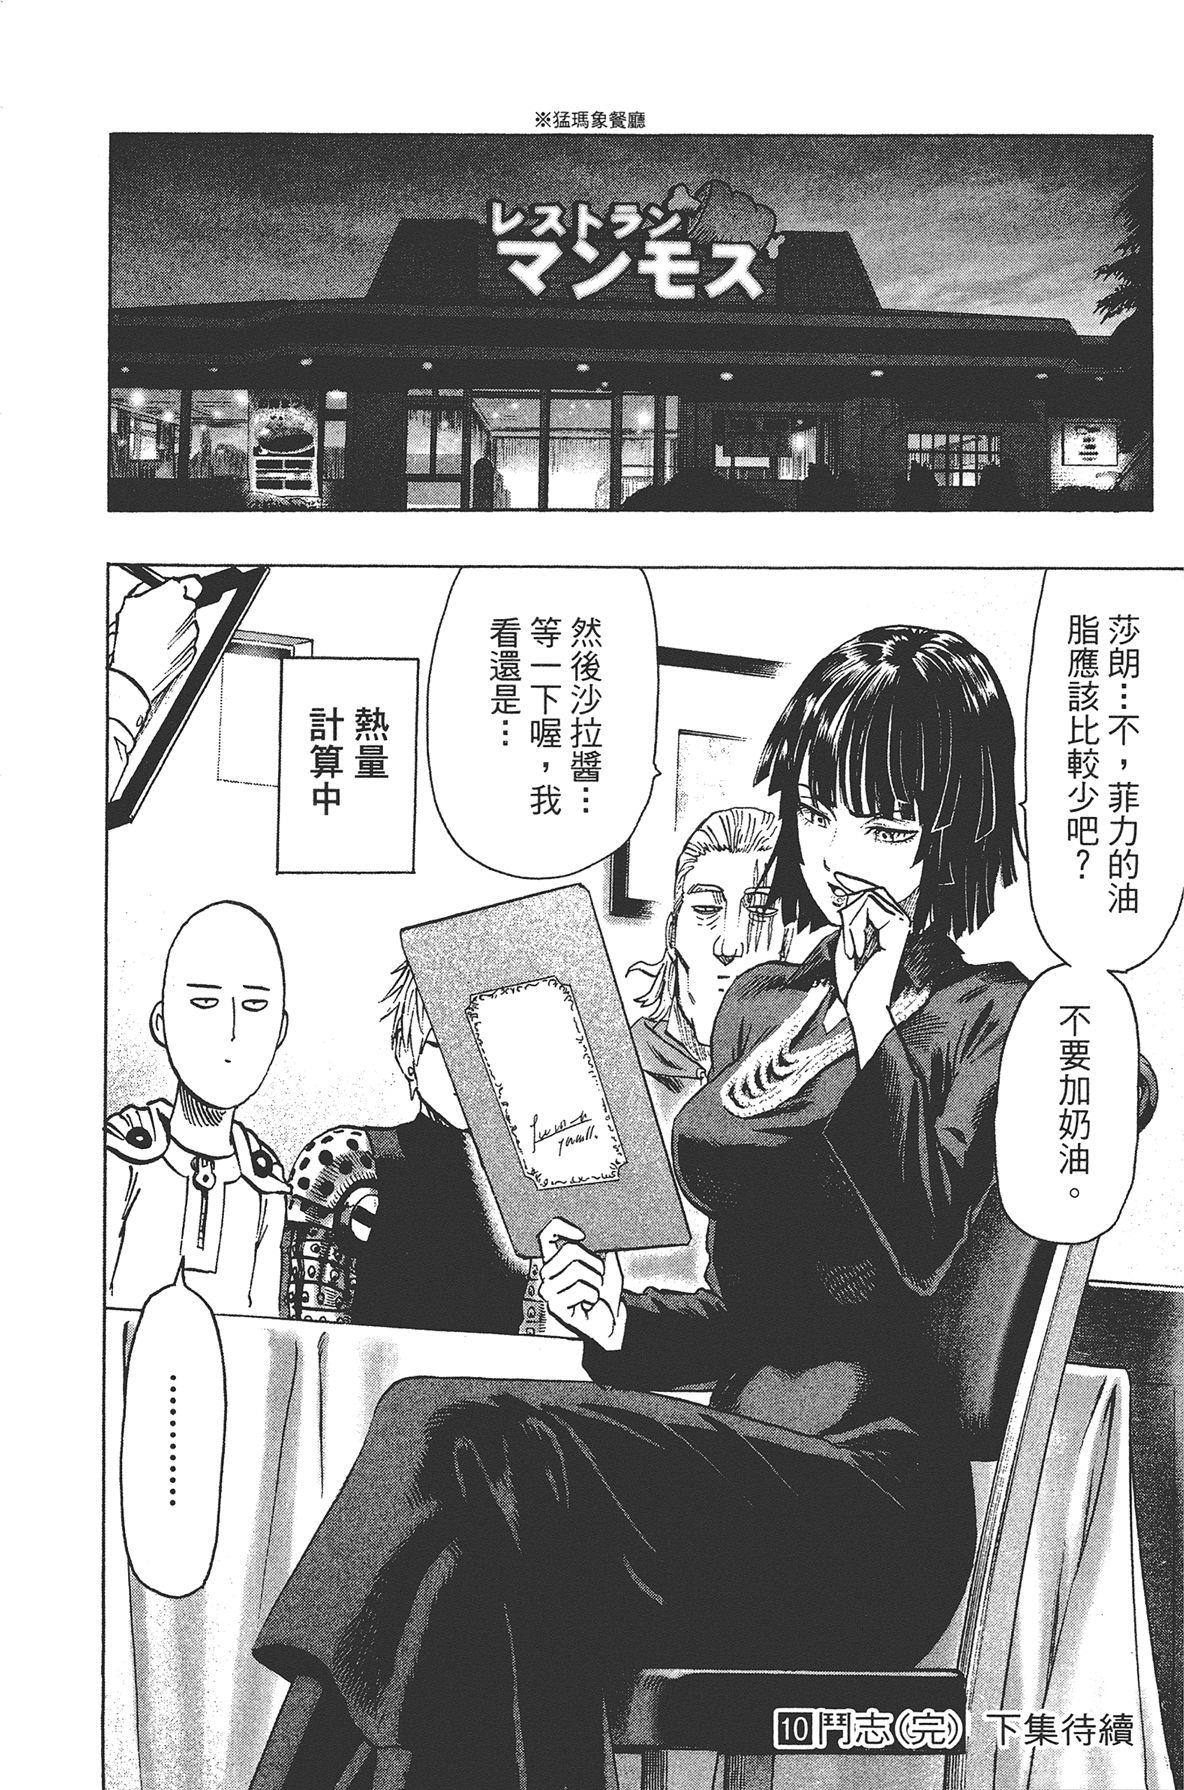 ※猛瑪象餐廳
レストラン
マンモス
莎朗…不，菲力的油
脂應該比較少吧？
不要加奶油。
然後沙拉醬…
等一下喔，我
看還是…
熱量
計算中
…………
10鬥志（完） 下集待續